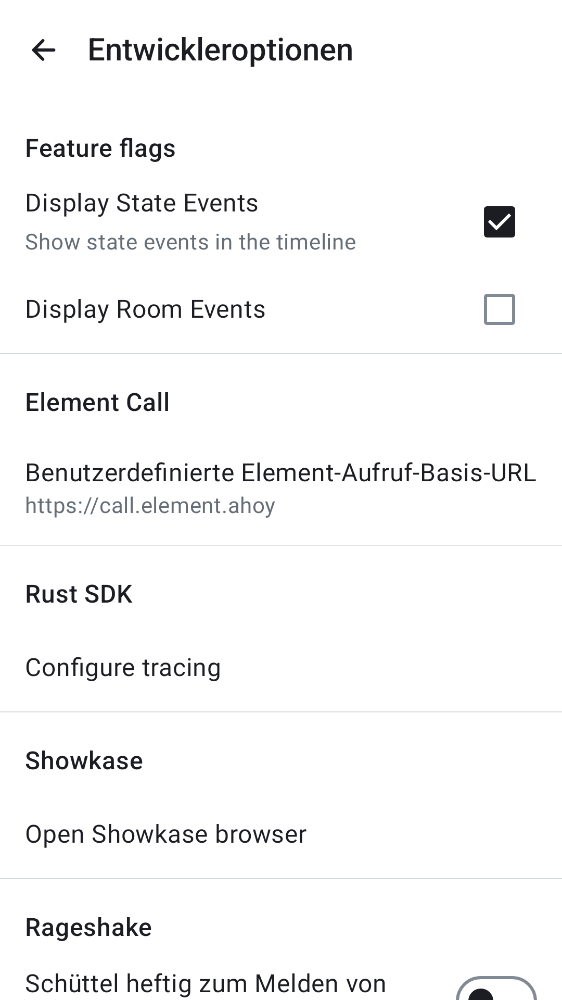 Entwickleroptionen
Feature flags
Display State Events
Show state events in the timeline
Display Room Events
Element Call
Benutzerdefinierte Element-Aufruf-Basis-URL
https://call.element.ahoy
Rust SDK
Configure tracing
Showkase
Open Showkase browser
Rageshake
Schüttel heftig zum Melden von